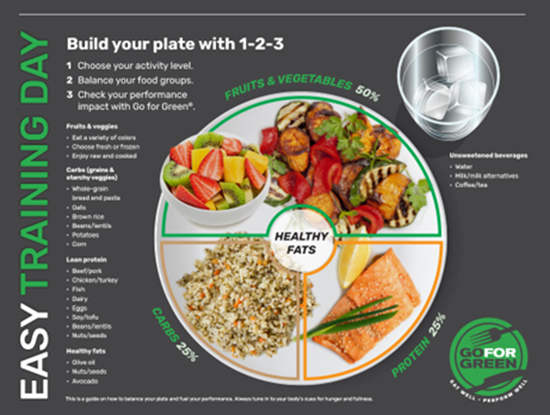 EASY TRAINING DAY
Build your plate with 1-2-3
1 Choose your activity level.
2 Balance your food groups.
3 Check your performance
impact with Go for Green®.
Fruits & veggies
• Eat a variety of colors
• Choose fresh or frozen
• Enjoy raw and cooked
Carbs (grains &
starchy veggies)
• Whole-grain
bread and pasta
• Oats
• Brown rice
• Beans/lentils
• Potatoes
• Corn
Lean protein
• Beef/pork
• Chicken/turkey
• Fish
• Dairy
• Eggs
• Soy/tofu
• Beans/lentils
• Nuts/seeds
Healthy fats
• Olive oil
• Nuts/seeds
• Avocado
FRUITS & VEGETABLES 50%
HEALTHY
FATS
CARBS 25%
PROTEIN 25%
Unsweetened beverages
• Water
• Milk/milk alternatives
• Coffee/tea
GO FOR
GREEN®
EAT WELL • PERFORM WELL
This is a guide on how to balance your plate and fuel your performance. Always tune in to your body's cues for hunger and fullness.